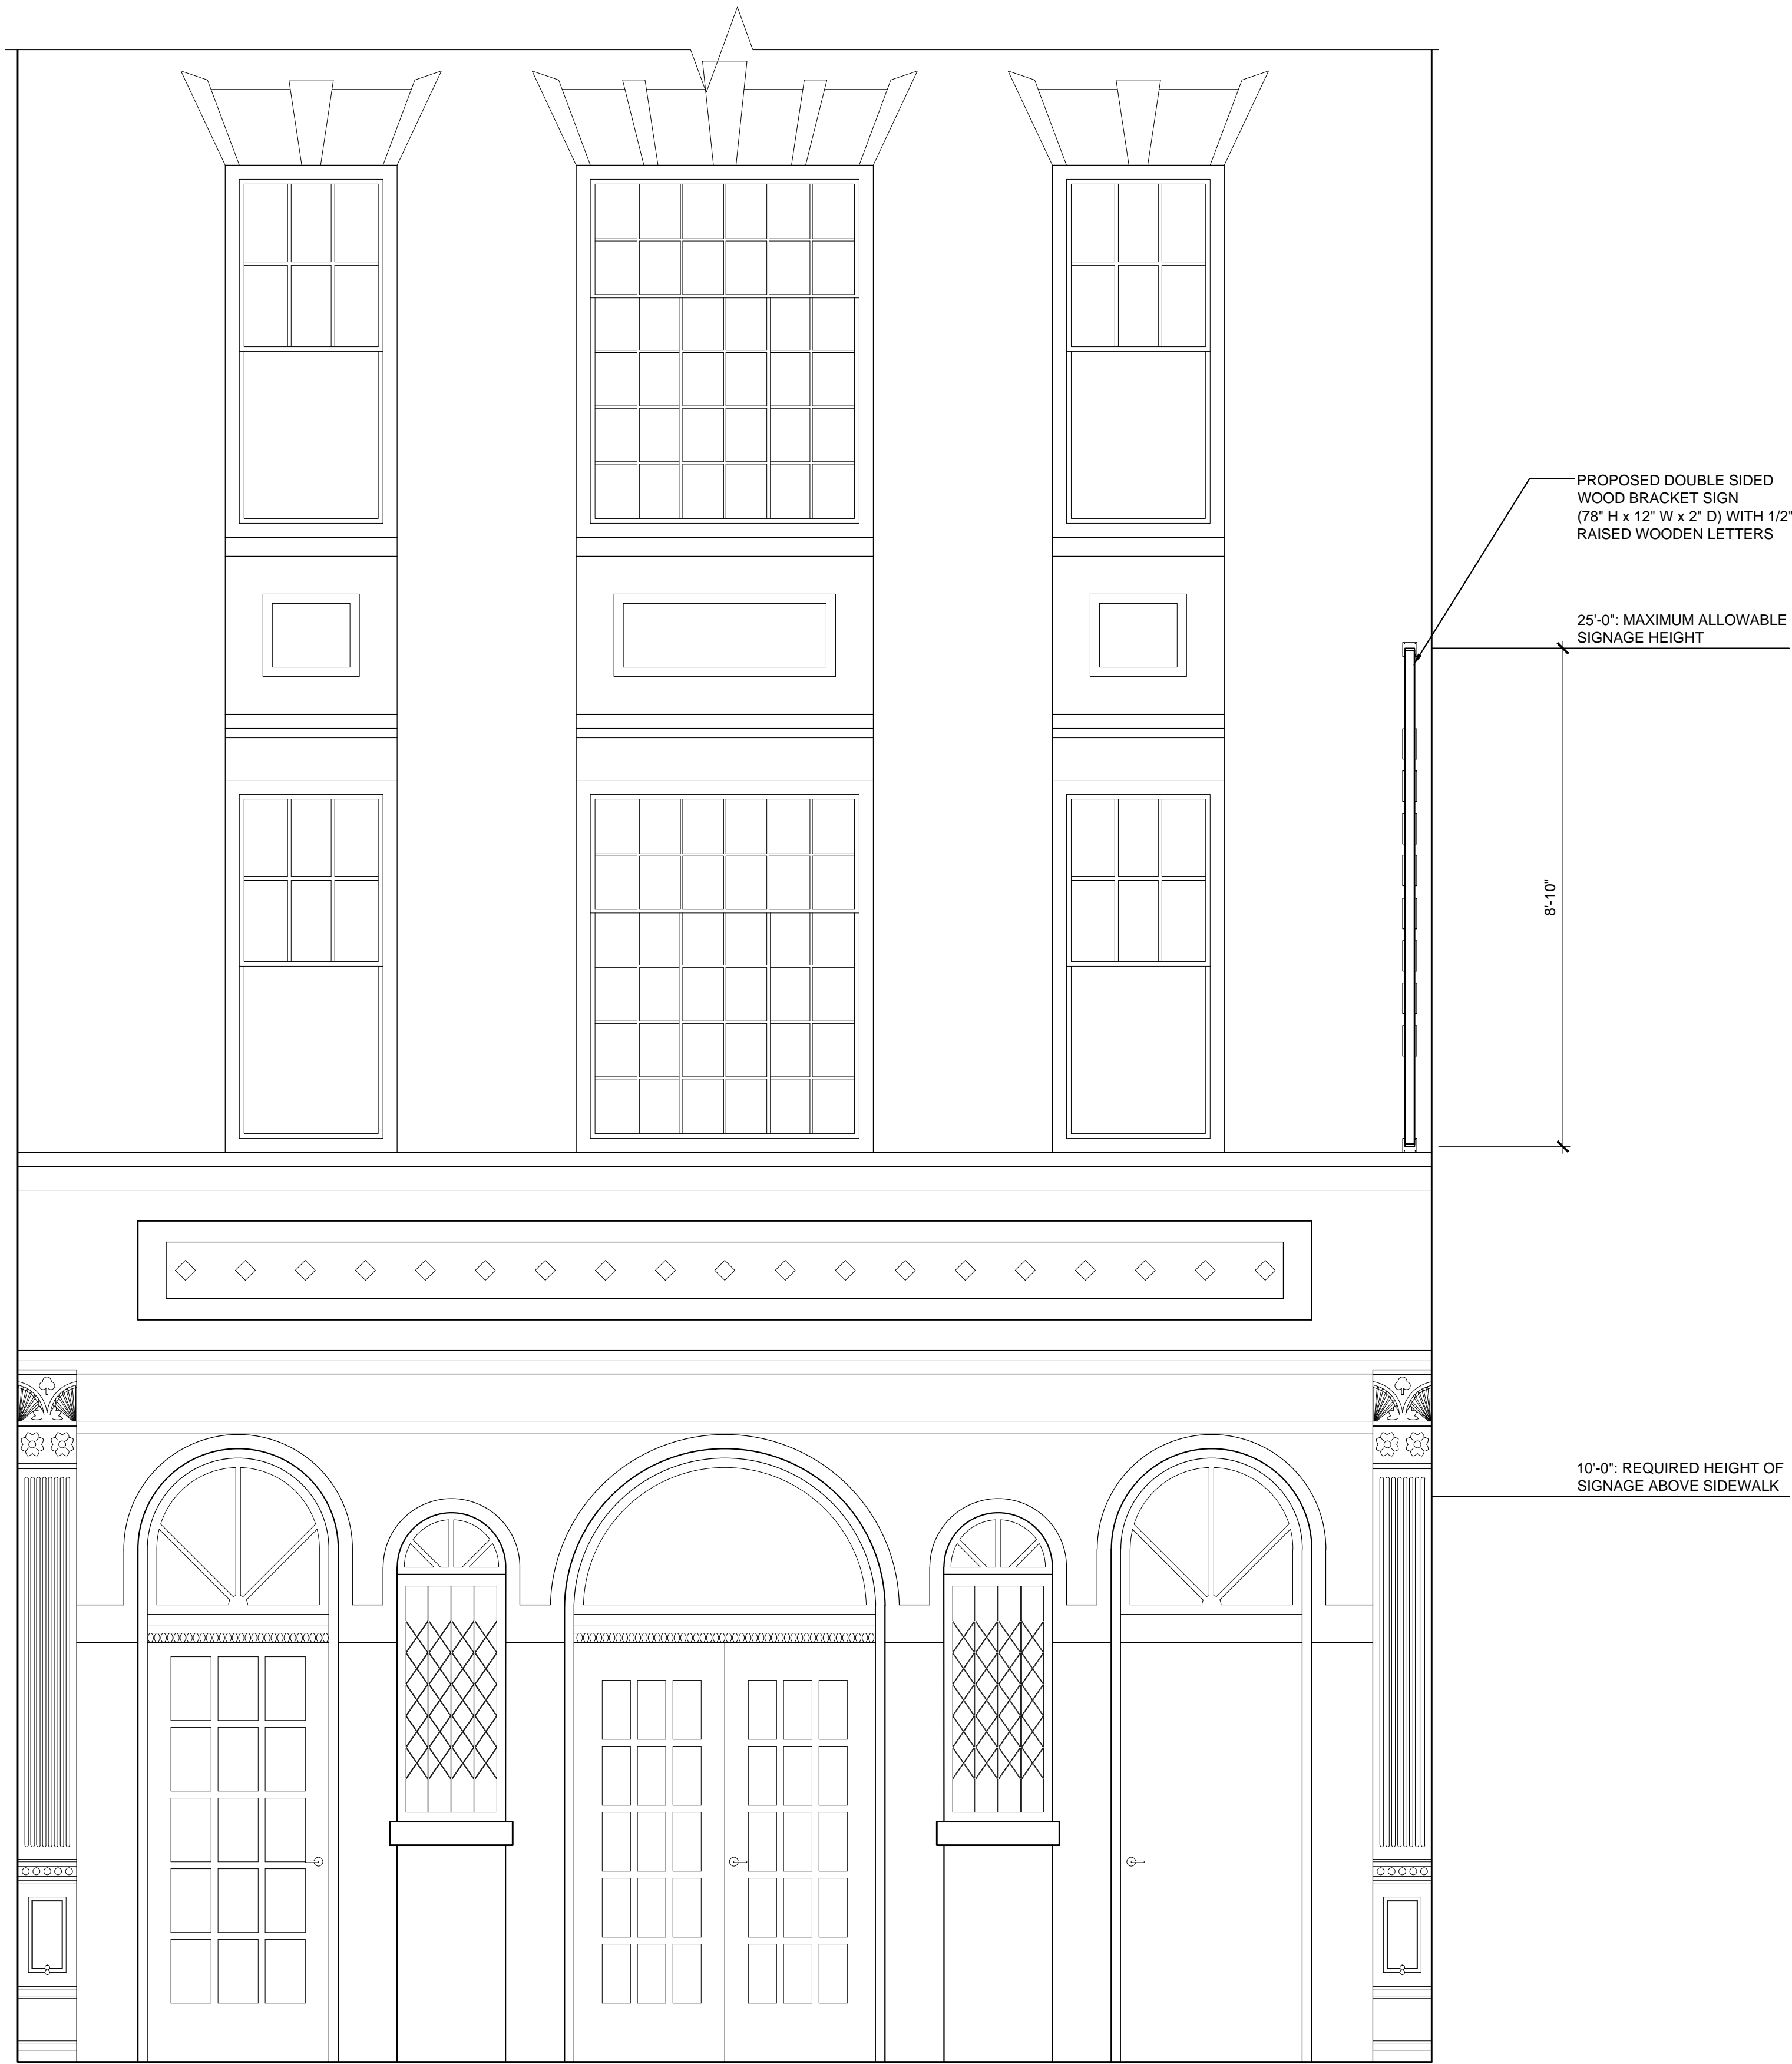 PROPOSED DOUBLE SIDED
WOOD BRACKET SIGN
(78" H x 12" W x 2" D) WITH 1/2"
RAISED WOODEN LETTERS
25'-0": MAXIMUM ALLOWABLE
SIGNAGE HEIGHT
8'-10"
10'-0": REQUIRED HEIGHT OF
SIGNAGE ABOVE SIDEWALK